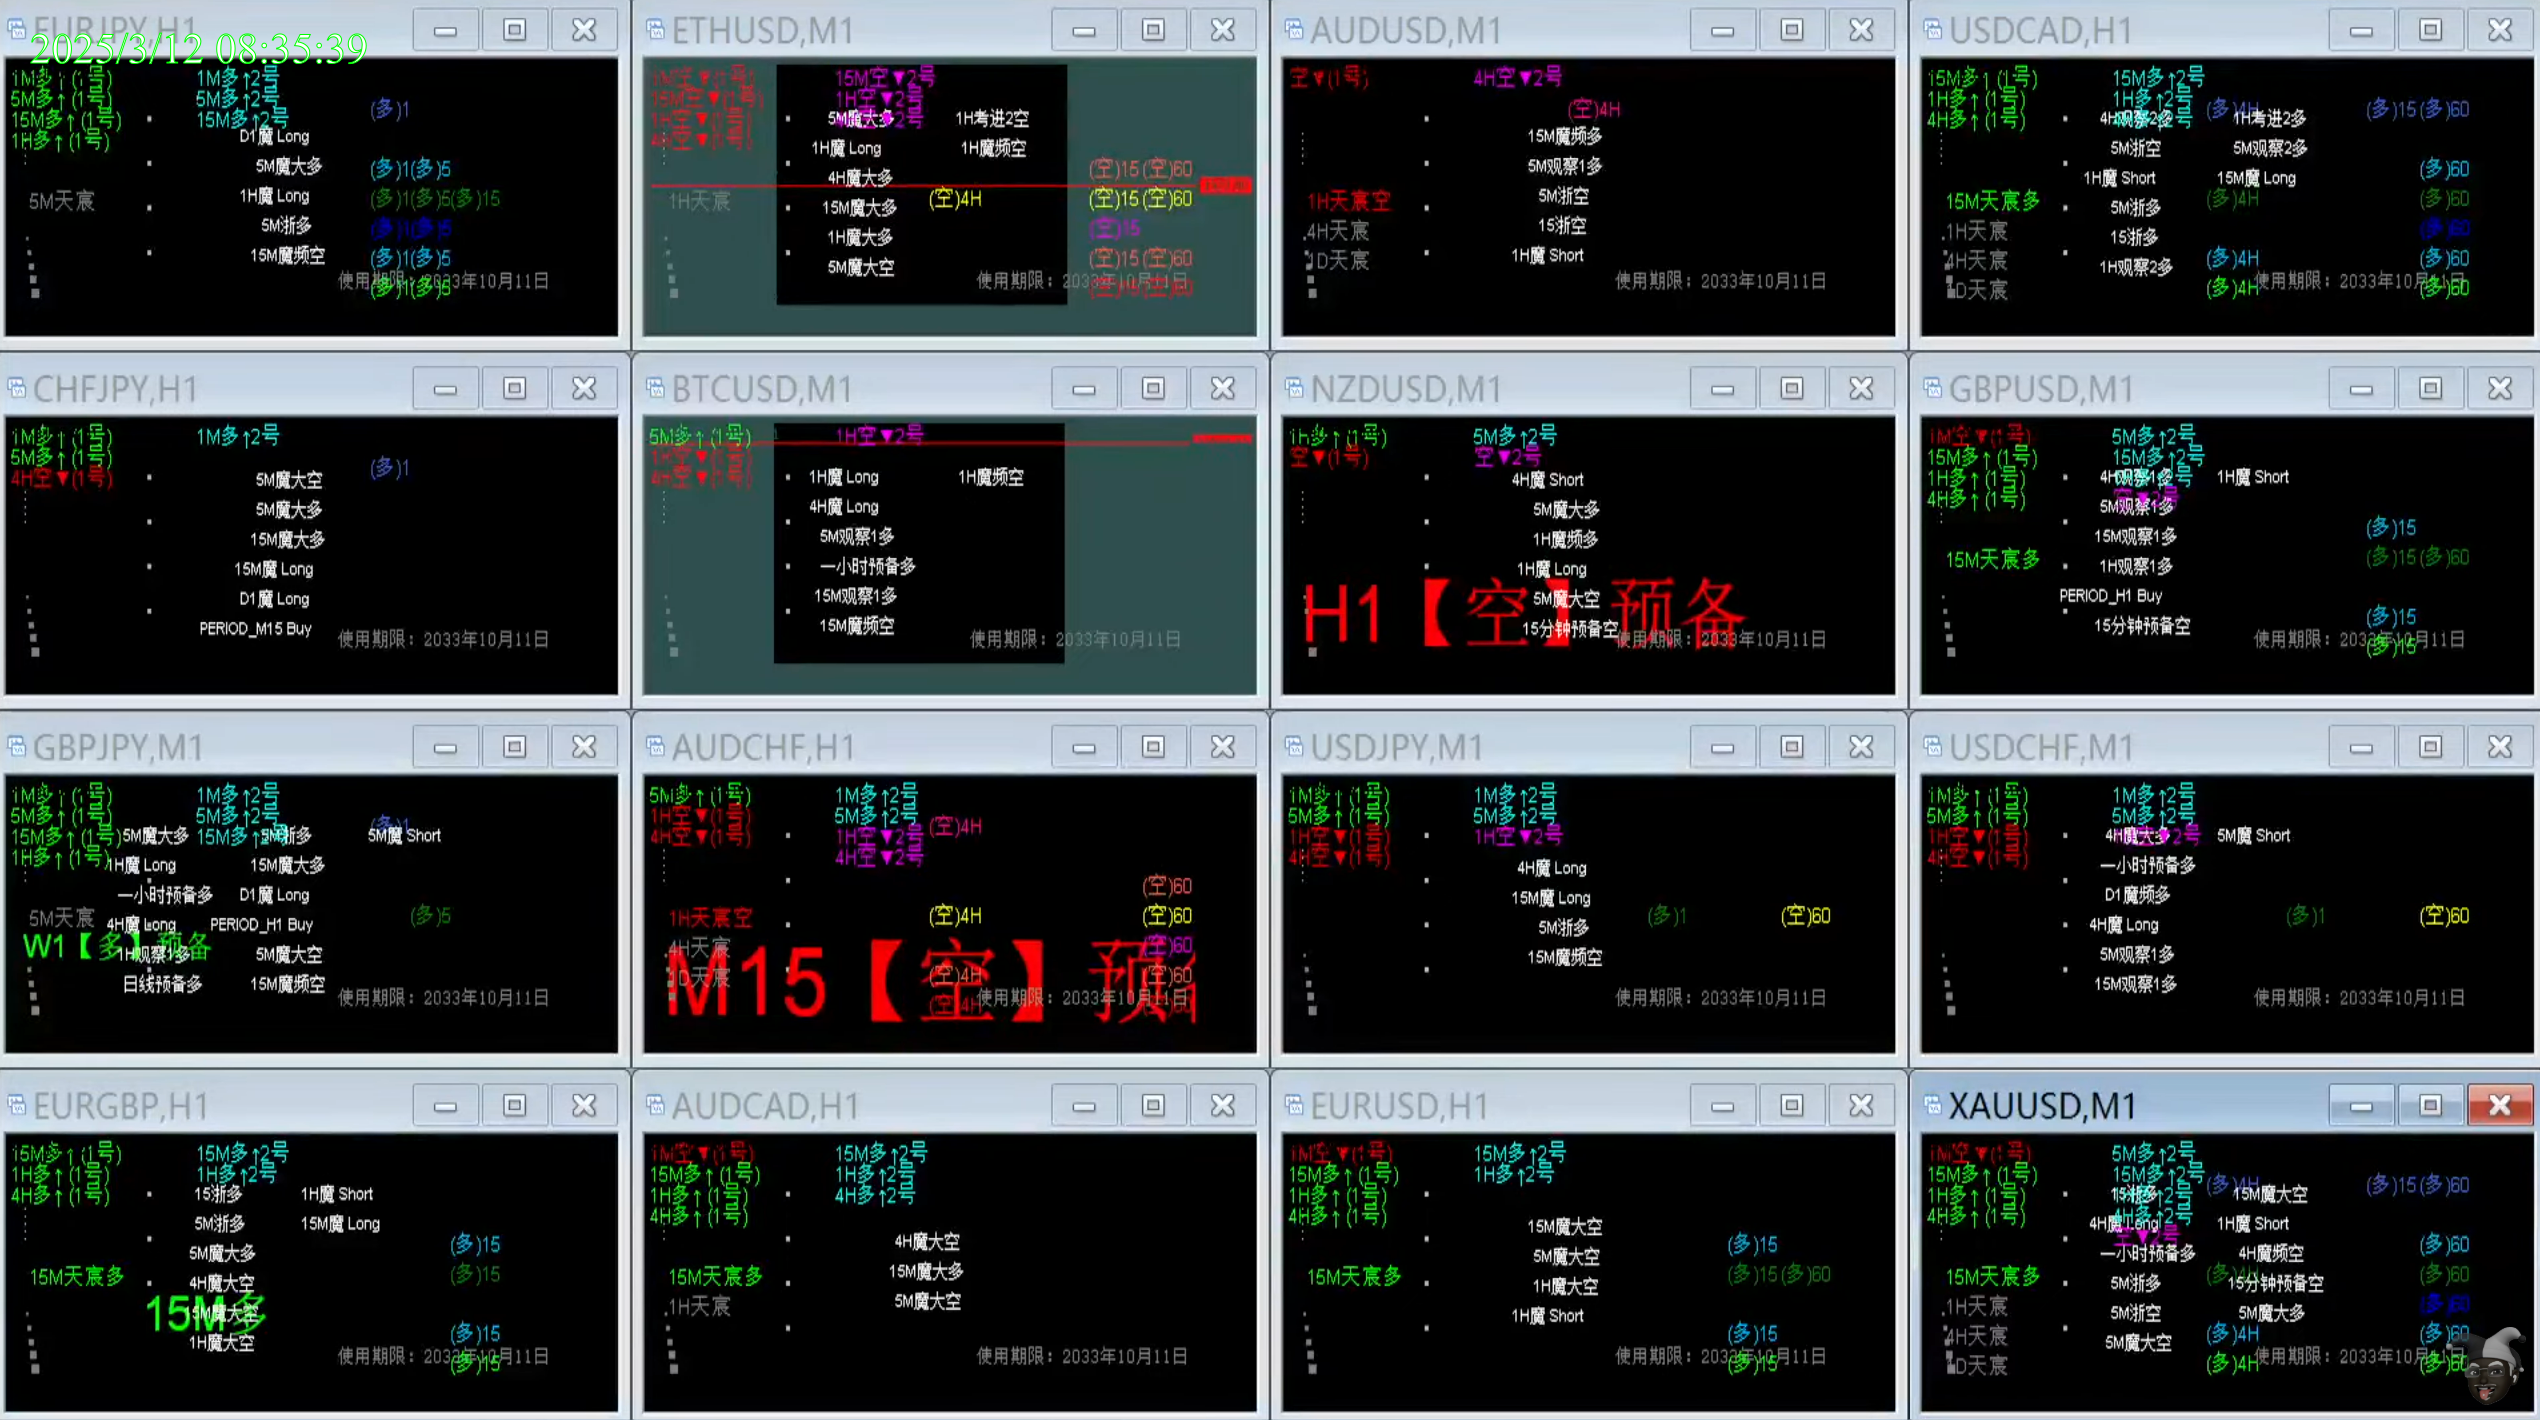 EURJPY,H1
2025/3/12 08:35:39
1M多↑(1号)
5M多↑(1号)
15M多↑(1号)
1H多↑(1号)
1M多↑2号
5M多↑2号
15M多↑2号
D1魔 Long
5M魔大多
1H魔 Long
5M浙多
15M魔频空
5M天宸
(多)1
(多)1(多)5
(多)1(多)5(多)15
(多)1(多)5
(多)1(多)5
(多)1(多)5
使用期限: 2033年10月11日
ETHUSD,M1
1M空▼(1号)
15M空▼(1号)
1H空▼(1号)
4H空▼(1号)
15M空▼2号
1H空▼2号
5M魔大多
1H魔 Long
4H魔大多
15M魔大多
1H魔大多
5M魔大空
1H考进2空
1H魔频空
1H天宸
(空)4H
(空)15(空)60
(空)15(空)60
(空)15
(空)15(空)60
使用期限: 2033年10月11日
AUDUSD,M1
空▼(1号)
4H空▼2号
(空)4H
15M魔频多
5M观察1多
5M浙空
15浙空
1H魔 Short
1H天宸空
4H天宸
1D天宸
使用期限: 2033年10月11日
USDCAD,H1
15M多↑(1号)
1H多↑(1号)
4H多↑(1号)
15M多↑2号
1H多↑2号
4H观察2多
5M浙空
1H魔 Short
5M浙多
15浙多
1H观察2多
1H考进2多
5M观察2多
15M魔 Long
15M天宸多
1H天宸
4H天宸
1D天宸
(多)4H
(多)15(多)60
(多)60
(多)4H
(多)60
(多)60
(多)4H
(多)60
(多)4H
(多)60
使用期限: 2033年10月11日
CHFJPY,H1
1M多↑(1号)
5M多↑(1号)
4H空▼(1号)
1M多↑2号
(多)1
5M魔大空
5M魔大多
15M魔大多
15M魔 Long
D1魔 Long
PERIOD_M15 Buy
使用期限: 2033年10月11日
BTCUSD,M1
5M多↑(1号)
1H空▼(1号)
4H空▼(1号)
1H空▼2号
1H魔 Long
4H魔 Long
5M观察1多
一小时预备多
15M观察1多
15M魔频空
1H魔频空
使用期限: 2033年10月11日
NZDUSD,M1
1H多↑(1号)
空▼(1号)
5M多↑2号
空▼2号
4H魔 Short
5M魔大多
1H魔频多
1H魔 Long
5M魔大空
15分钟预备空
H1【空】预备
使用期限: 2033年10月11日
GBPUSD,M1
1M空▼(1号)
15M多↑(1号)
1H多↑(1号)
4H多↑(1号)
5M多↑2号
15M多↑2号
空▼2号
4H观察1多
5M观察1多
15M观察1多
1H观察1多
PERIOD_H1 Buy
15分钟预备空
1H魔 Short
15M天宸多
(多)15
(多)15(多)60
(多)15
(多)15
使用期限: 2033年10月11日
GBPJPY,M1
1M多↑(1号)
5M多↑(1号)
15M多↑(1号)
1H多↑(1号)
1M多↑2号
5M多↑2号
15M多↑2号
(多)1
5M魔大多
1H魔 Long
一小时预备多
4H魔 Long
1H观察1多
日线预备多
5M浙多
15M魔大多
D1魔 Long
PERIOD_H1 Buy
5M魔大空
15M魔频空
5M魔 Short
5M天宸
W1【多】预备
(多)5
使用期限: 2033年10月11日
AUDCHF,H1
5M多↑(1号)
1H空▼(1号)
4H空▼(1号)
1M多↑2号
5M多↑2号
1H空▼2号
4H空▼2号
(空)4H
(空)60
(空)4H
(空)60
(空)60
(空)4H
(空)60
(空)4H
1H天宸空
4H天宸
1D天宸
M15【空】预
使用期限: 2033年10月11日
USDJPY,M1
1M多↑(1号)
5M多↑(1号)
1H空▼(1号)
4H空▼(1号)
1M多↑2号
5M多↑2号
1H空▼2号
4H魔 Long
15M魔 Long
5M浙多
15M魔频空
(多)1
(空)60
使用期限: 2033年10月11日
USDCHF,M1
1M多↑(1号)
5M多↑(1号)
1H空▼(1号)
4H空▼(1号)
1M多↑2号
5M多↑2号
4H魔大多
一小时预备多
D1魔频多
4H魔 Long
5M观察1多
15M观察1多
5M魔 Short
(多)1
(空)60
使用期限: 2033年10月11日
EURGBP,H1
15M多↑(1号)
1H多↑(1号)
4H多↑(1号)
15M多↑2号
1H多↑2号
15浙多
5M浙多
5M魔大多
4H魔大空
15M魔大空
1H魔大空
1H魔 Short
15M魔 Long
15M天宸多
15M多
(多)15
(多)15
(多)15
(多)15
使用期限: 2033年10月11日
AUDCAD,H1
1M空▼(1号)
15M多↑(1号)
1H多↑(1号)
4H多↑(1号)
15M多↑2号
1H多↑2号
4H多↑2号
4H魔大空
15M魔大多
5M魔大空
15M天宸多
1H天宸
使用期限: 2033年10月11日
EURUSD,H1
1M空▼(1号)
15M多↑(1号)
1H多↑(1号)
4H多↑(1号)
15M多↑2号
1H多↑2号
15M魔大空
5M魔大空
1H魔大空
1H魔 Short
15M天宸多
(多)15
(多)15(多)60
(多)15
(多)15
使用期限: 2033年10月11日
XAUUSD,M1
1M空▼(1号)
15M多↑(1号)
1H多↑(1号)
4H多↑(1号)
5M多↑2号
15M多↑2号
4H多↑2号
空▼2号
15浙多
4H魔 Long
一小时预备多
5M浙多
5M浙空
5M魔大空
15M魔大空
1H魔 Short
4H魔频空
15分钟预备空
5M魔大多
15M天宸多
1H天宸
4H天宸
1D天宸
(多)4H
(多)15(多)60
(多)60
(多)60
(多)60
(多)4H
(多)60
(多)4H
(多)60
使用期限: 2033年10月11日